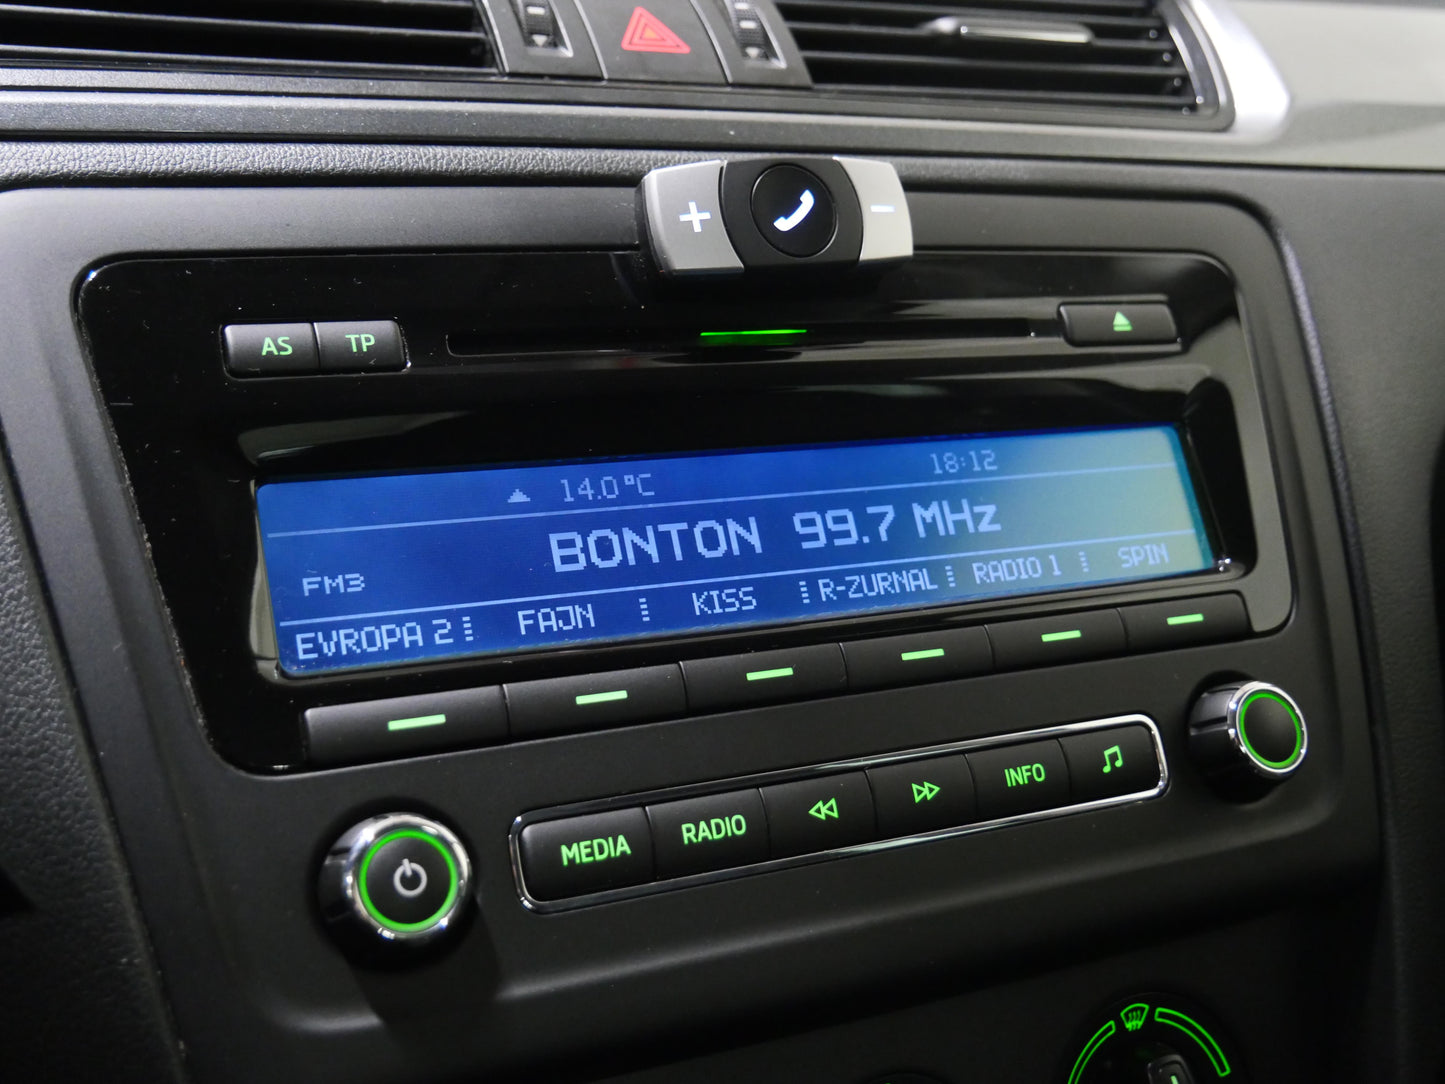 + −
AS TP
14.0°C 18:12
BONTON 99.7 MHz
FM3
EVROPA 2 FAJN KISS R-ZURNAL RADIO 1 SPIN
MEDIA RADIO INFO